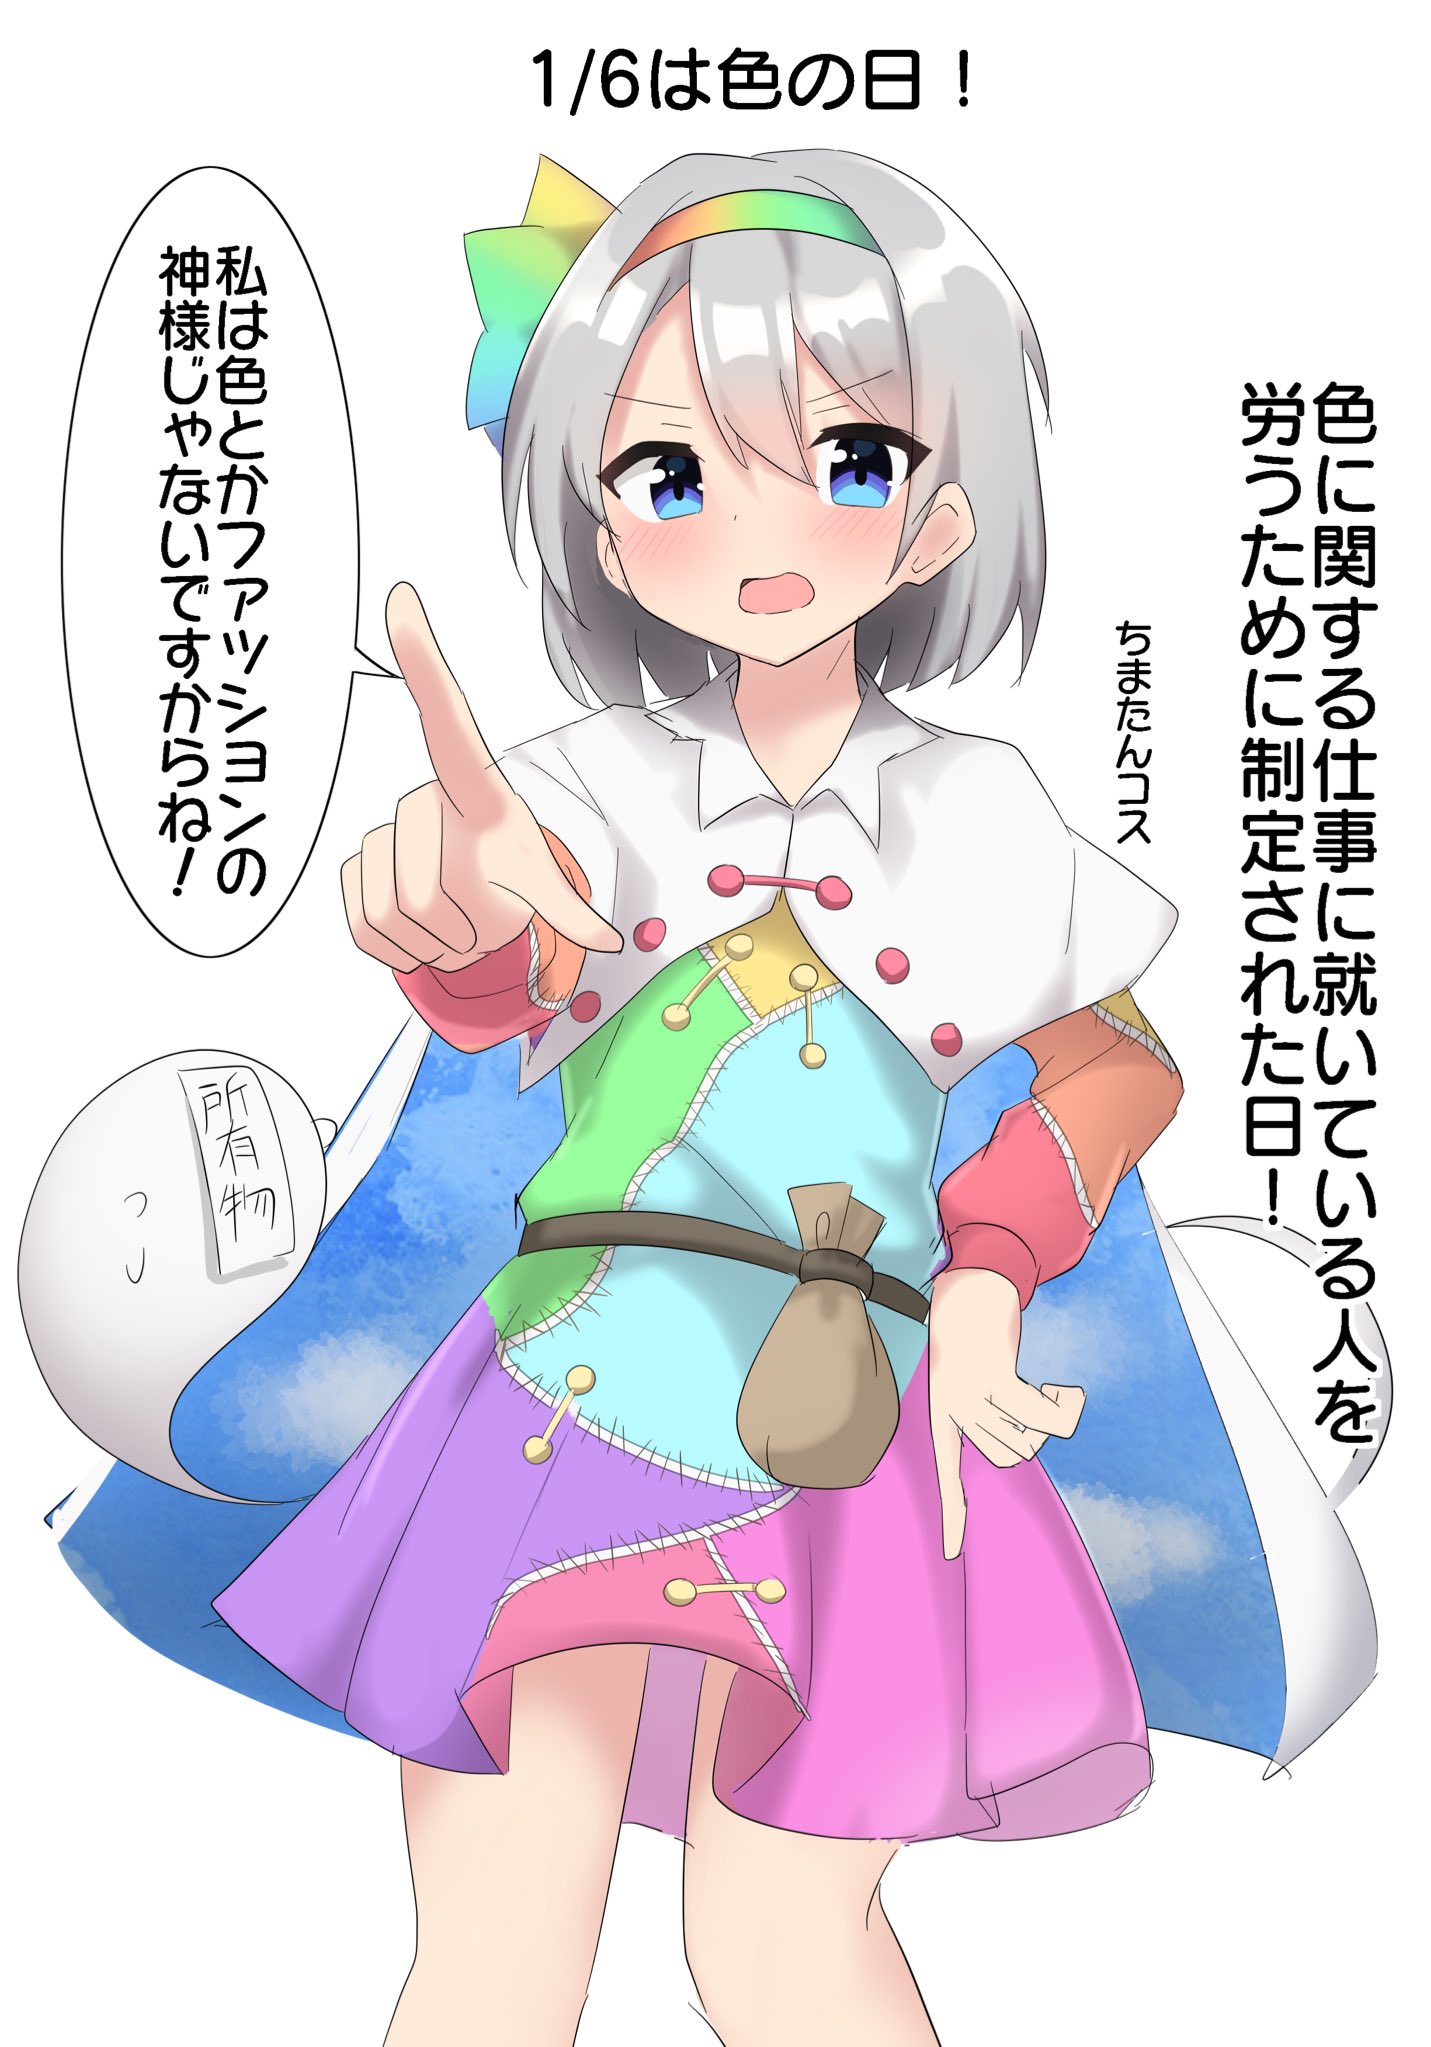 1/6は色の日！
色に関する仕事に就いている人を
労うために制定された日！
ちまたんコス
私は色とかファッションの
神様じゃないですからね！
所有物